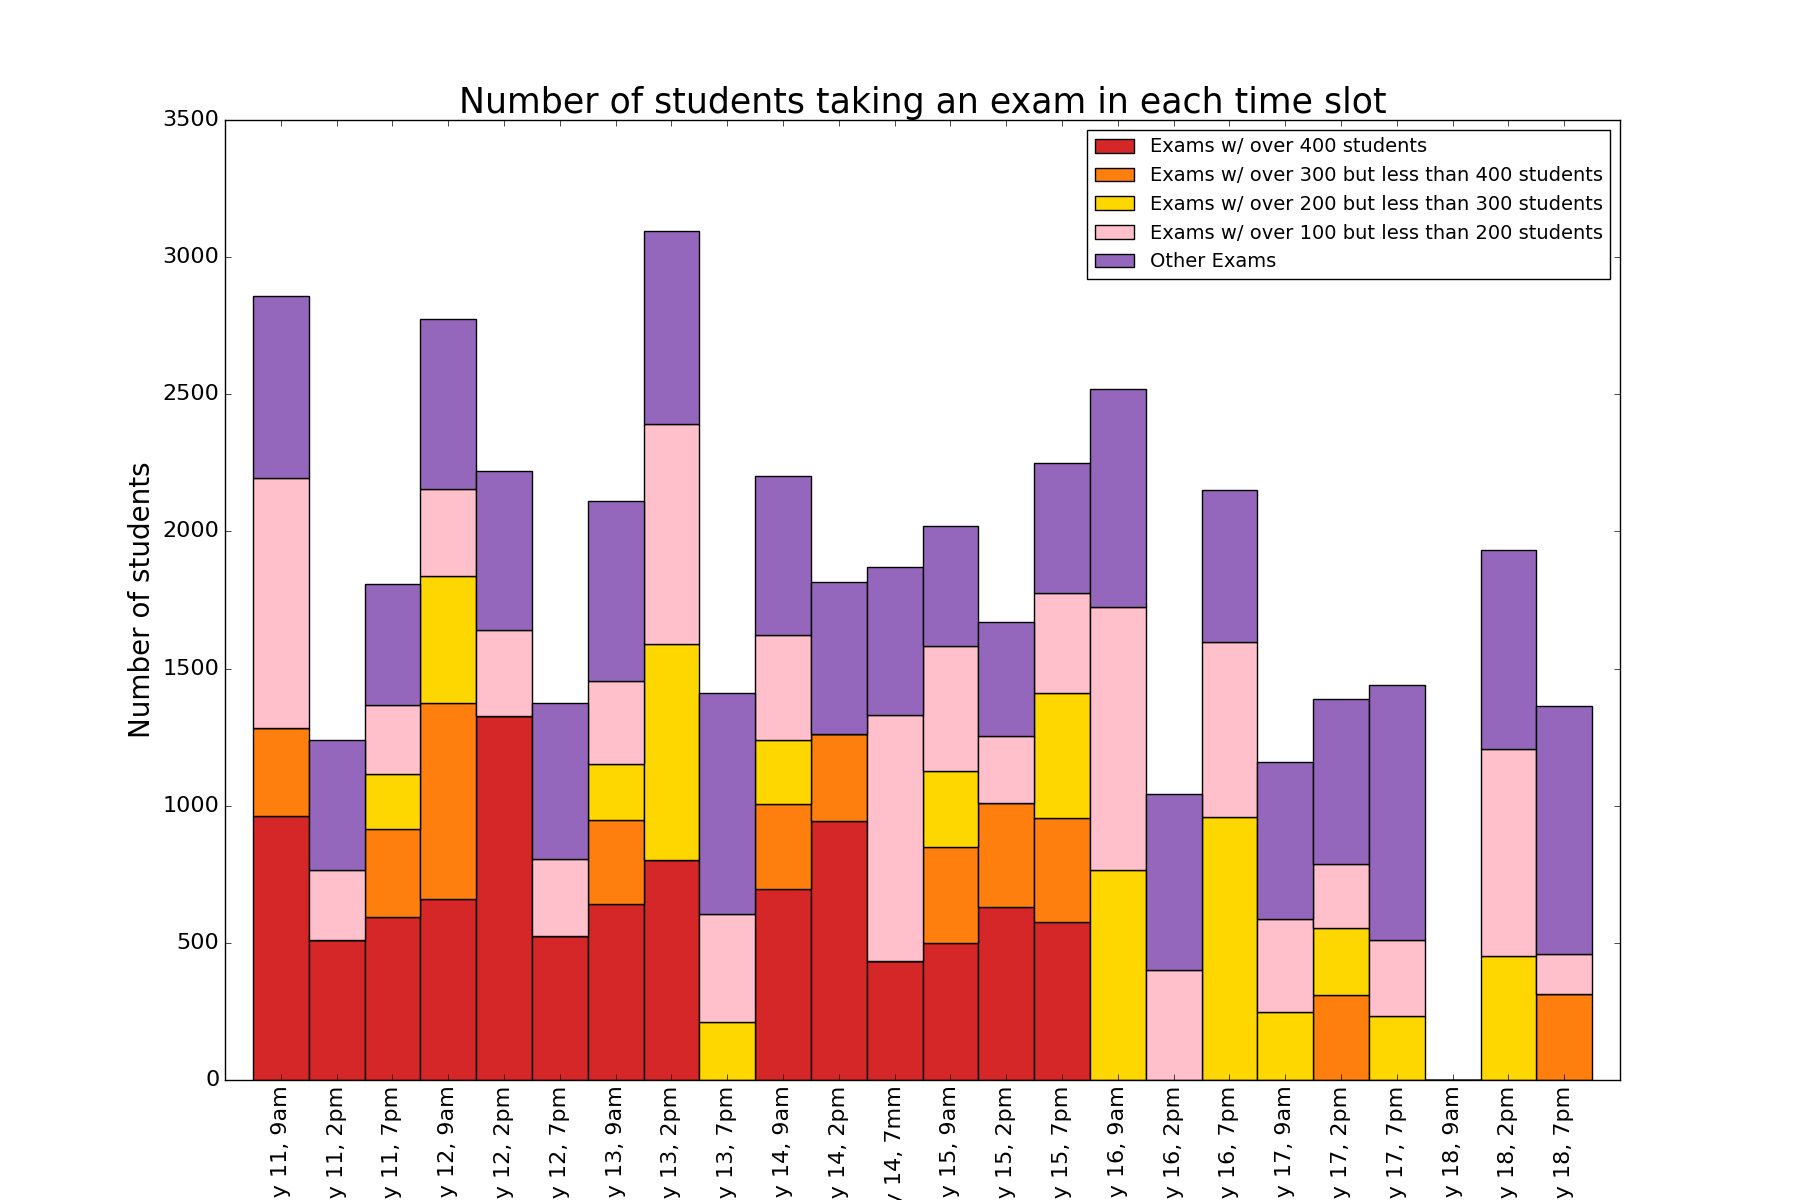 Number of students taking an exam in each time slot
Exams w/ over 400 students
Exams w/ over 300 but less than 400 students
Exams w/ over 200 but less than 300 students
Exams w/ over 100 but less than 200 students
Other Exams
Number of students
3500
3000
2500
2000
1500
1000
500
0
y 11, 9am
y 11, 2pm
y 11, 7pm
y 12, 9am
y 12, 2pm
y 12, 7pm
y 13, 9am
y 13, 2pm
y 13, 7pm
y 14, 9am
y 14, 2pm
y 14, 7mm
y 15, 9am
y 15, 2pm
y 15, 7pm
y 16, 9am
y 16, 2pm
y 16, 7pm
y 17, 9am
y 17, 2pm
y 17, 7pm
y 18, 9am
y 18, 2pm
y 18, 7pm